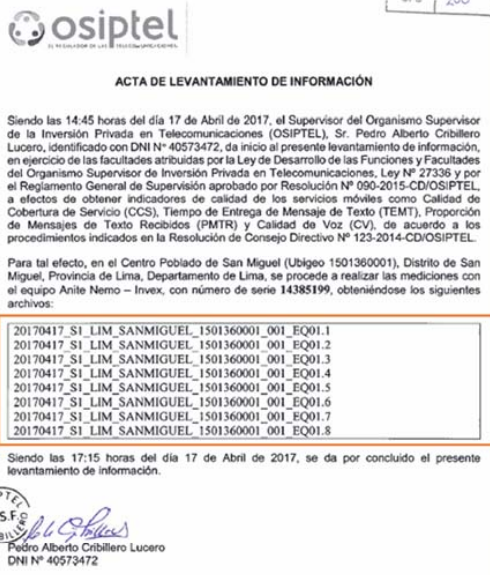 osiptel
EL REGULADOR DE LAS TELECOMUNICACIONES
ACTA DE LEVANTAMIENTO DE INFORMACIÓN
Siendo las 14:45 horas del día 17 de Abril de 2017, el Supervisor del Organismo Supervisor
de la Inversión Privada en Telecomunicaciones (OSIPTEL), Sr. Pedro Alberto Cribillero
Lucero, identificado con DNI N° 40573472, da inicio al presente levantamiento de información,
en ejercicio de las facultades atribuidas por la Ley de Desarrollo de las Funciones y Facultades
del Organismo Supervisor de Inversión Privada en Telecomunicaciones, Ley N° 27336 y por
el Reglamento General de Supervisión aprobado por Resolución N° 090-2015-CD/OSIPTEL,
a efectos de obtener indicadores de calidad de los servicios móviles como Calidad de
Cobertura de Servicio (CCS), Tiempo de Entrega de Mensaje de Texto (TEMT), Proporción
de Mensajes de Texto Recibidos (PMTR) y Calidad de Voz (CV), de acuerdo a los
procedimientos indicados en la Resolución de Consejo Directivo N° 123-2014-CD/OSIPTEL.
Para tal efecto, en el Centro Poblado de San Miguel (Ubigeo 1501360001), Distrito de San
Miguel, Provincia de Lima, Departamento de Lima, se procede a realizar las mediciones con
el equipo Anite Nemo – Invex, con número de serie 14385199, obteniéndose los siguientes
archivos:
20170417_S1_LIM_SANMIGUEL_1501360001_001_EQ01.1
20170417_S1_LIM_SANMIGUEL_1501360001_001_EQ01.2
20170417_S1_LIM_SANMIGUEL_1501360001_001_EQ01.3
20170417_S1_LIM_SANMIGUEL_1501360001_001_EQ01.4
20170417_S1_LIM_SANMIGUEL_1501360001_001_EQ01.5
20170417_S1_LIM_SANMIGUEL_1501360001_001_EQ01.6
20170417_S1_LIM_SANMIGUEL_1501360001_001_EQ01.7
20170417_S1_LIM_SANMIGUEL_1501360001_001_EQ01.8
Siendo las 17:15 horas del día 17 de Abril de 2017, se da por concluido el presente
levantamiento de información.
S.F.
Pedro Alberto Cribillero Lucero
DNI N° 40573472